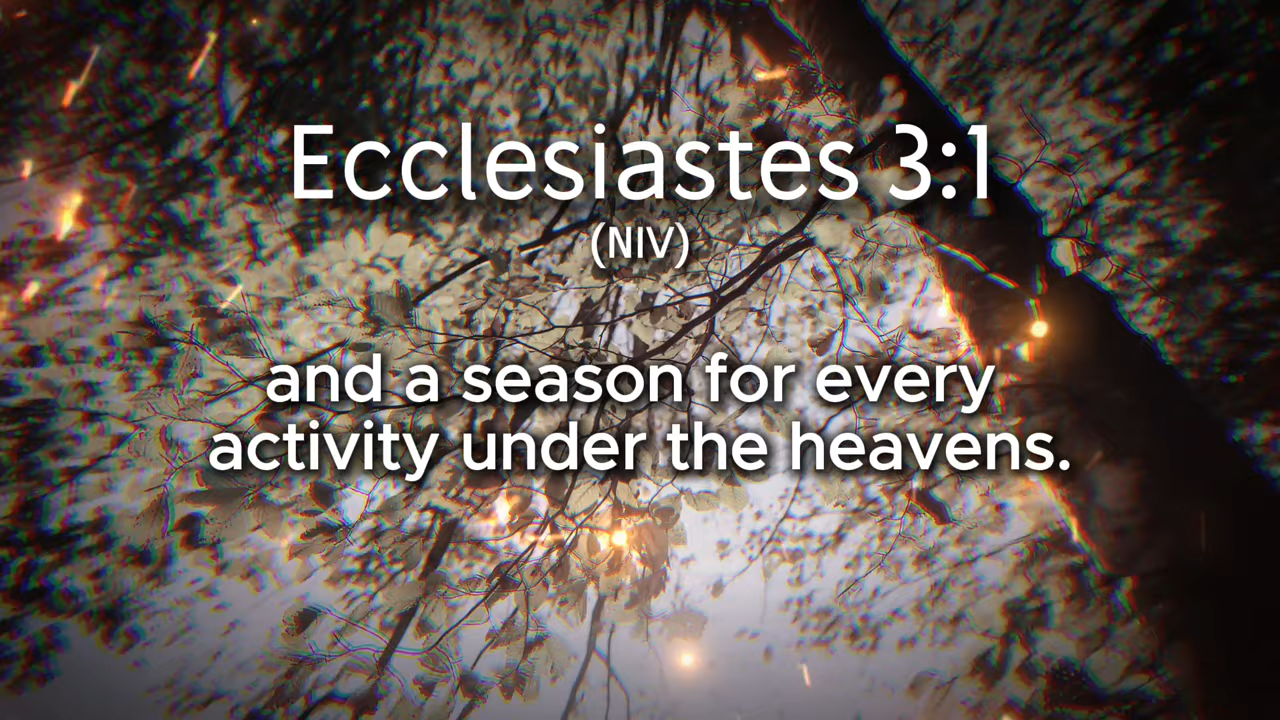 Ecclesiastes 3:1
(NIV)
and a season for every
activity under the heavens.